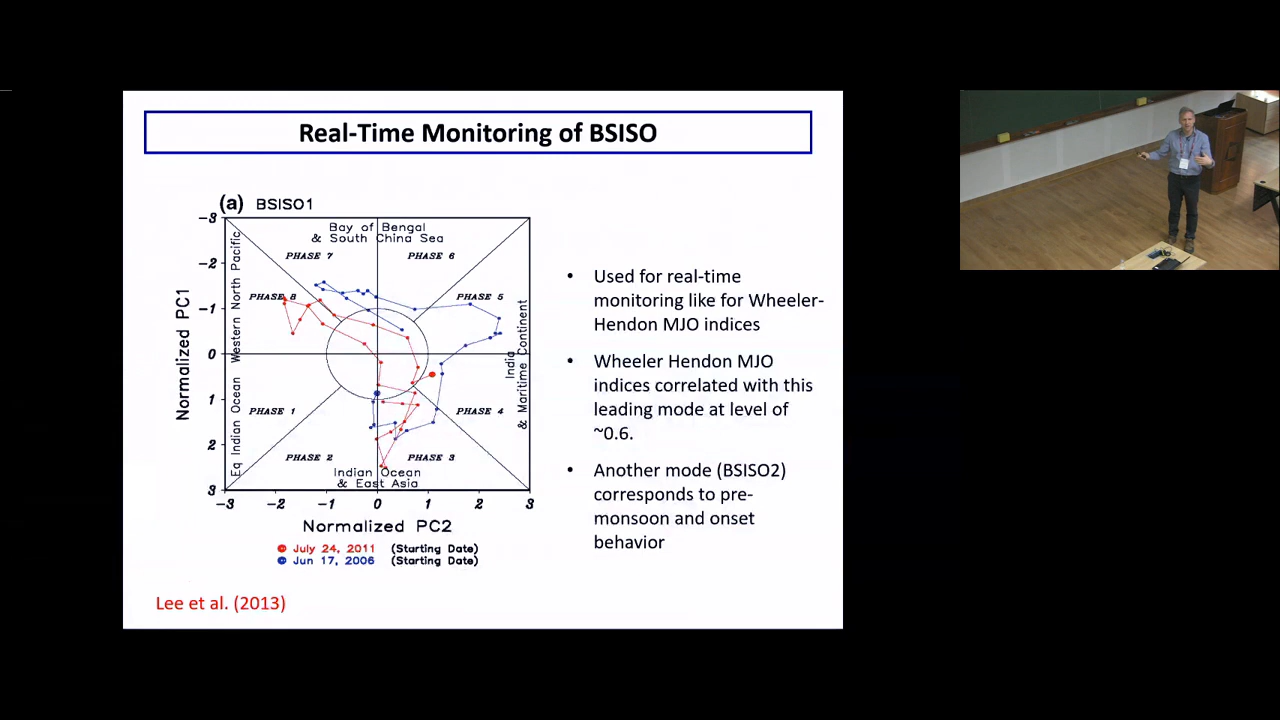 Real-Time Monitoring of BSISO
(a) BSISO1
-3
-2
-1
0
1
2
3
Normalized PC1
Bay of Bengal
& South China Sea
PHASE 7
PHASE 6
PHASE 8
PHASE 5
Western North Pacific
India
& Maritime Continent
Eq Indian Ocean
PHASE 1
PHASE 4
PHASE 2
PHASE 3
Indian Ocean
& East Asia
-3 -2 -1 0 1 2 3
Normalized PC2
July 24, 2011 (Starting Date)
Jun 17, 2006 (Starting Date)
• Used for real-time
monitoring like for Wheeler-
Hendon MJO indices
• Wheeler Hendon MJO
indices correlated with this
leading mode at level of
~0.6.
• Another mode (BSISO2)
corresponds to pre-
monsoon and onset
behavior
Lee et al. (2013)